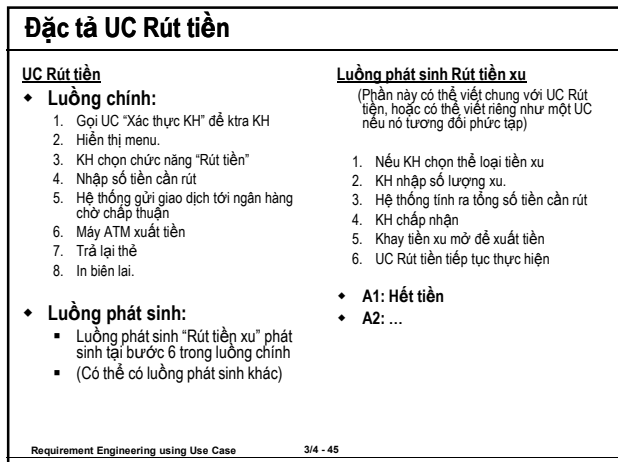 Đặc tả UC Rút tiền
UC Rút tiền
◆ Luồng chính:
1. Gọi UC “Xác thực KH” để ktra KH
2. Hiển thị menu.
3. KH chọn chức năng “Rút tiền”
4. Nhập số tiền cần rút
5. Hệ thống gửi giao dịch tới ngân hàng
chờ chấp thuận
6. Máy ATM xuất tiền
7. Trả lại thẻ
8. In biên lai.
◆ Luồng phát sinh:
▪ Luồng phát sinh “Rút tiền xu” phát
sinh tại bước 6 trong luồng chính
▪ (Có thể có luồng phát sinh khác)
Luồng phát sinh Rút tiền xu
(Phần này có thể viết chung với UC Rút
tiện, hoặc có thể viết riêng như một UC
nếu nó tương đối phức tạp)
1. Nếu KH chọn thể loại tiền xu
2. KH nhập số lượng xu.
3. Hệ thống tính ra tổng số tiền cần rút
4. KH chấp nhận
5. Khay tiền xu mở để xuất tiền
6. UC Rút tiền tiếp tục thực hiện
◆ A1: Hết tiền
◆ A2: …
Requirement Engineering using Use Case 3/4 - 45